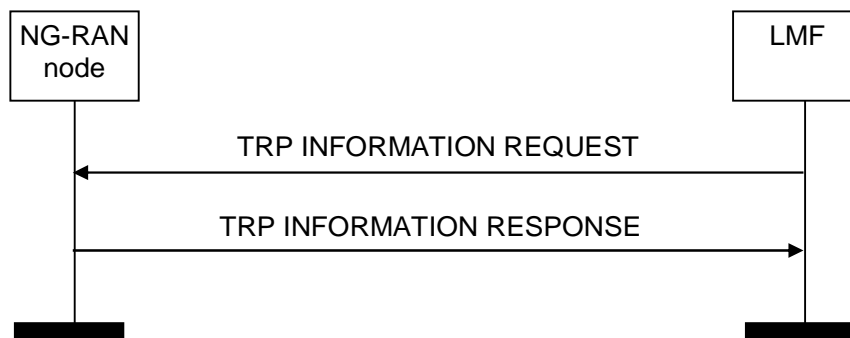 NG-RAN
node
LMF
TRP INFORMATION REQUEST
TRP INFORMATION RESPONSE